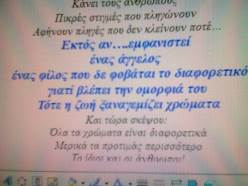 Κάνει τους ανθρώπους
Πικρές στιγμές που πληγώνουν
Αφήνουν πληγές που δεν κλείνουν ποτέ…
Εκτός αν….εμφανιστεί
ένας άγγελος
ένας φίλος που δε φοβάται το διαφορετικό
γιατί βλέπει την ομορφιά του
Τότε η ζωή ξαναγεμίζει χρώματα
Και τώρα σκέψου:
Όλα τα χρώματα είναι διαφορετικά
Μερικά τα προτιμάς περισσότερο
Το ίδιο και οι άνθρωποι!